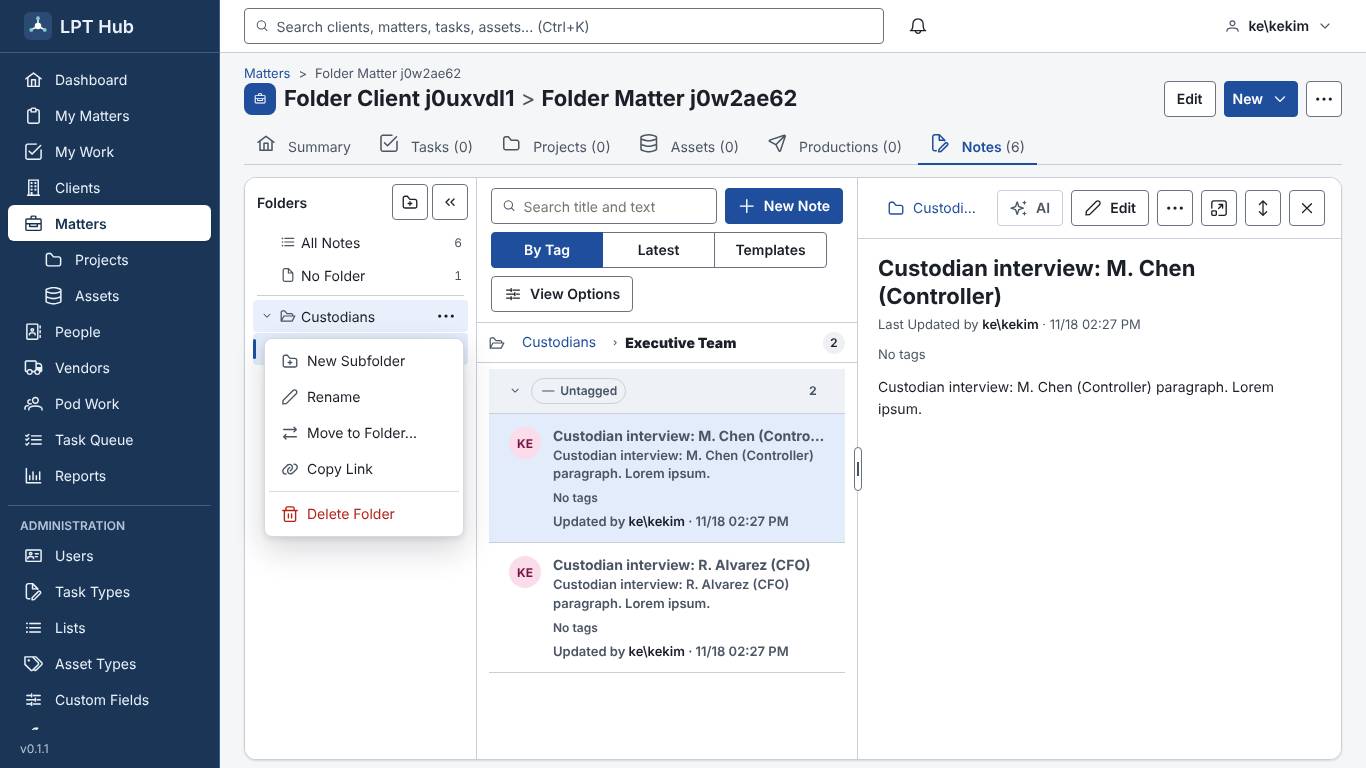 LPT Hub
Search clients, matters, tasks, assets... (Ctrl+K)
ke\kekim
Dashboard
My Matters
My Work
Clients
Matters
Projects
Assets
People
Vendors
Pod Work
Task Queue
Reports
ADMINISTRATION
Users
Task Types
Lists
Asset Types
Custom Fields
v0.1.1
Matters > Folder Matter j0w2ae62
Folder Client j0uxvdl1 > Folder Matter j0w2ae62
Edit
New
Summary
Tasks (0)
Projects (0)
Assets (0)
Productions (0)
Notes (6)
Folders
All Notes 6
No Folder 1
Custodians
New Subfolder
Rename
Move to Folder...
Copy Link
Delete Folder
Search title and text
New Note
By Tag
Latest
Templates
View Options
Custodians › Executive Team 2
— Untagged 2
KE
Custodian interview: M. Chen (Contro...
Custodian interview: M. Chen (Controller)
paragraph. Lorem ipsum.
No tags
Updated by ke\kekim · 11/18 02:27 PM
KE
Custodian interview: R. Alvarez (CFO)
Custodian interview: R. Alvarez (CFO)
paragraph. Lorem ipsum.
No tags
Updated by ke\kekim · 11/18 02:27 PM
Custodi...
AI
Edit
Custodian interview: M. Chen
(Controller)
Last Updated by ke\kekim · 11/18 02:27 PM
No tags
Custodian interview: M. Chen (Controller) paragraph. Lorem
ipsum.